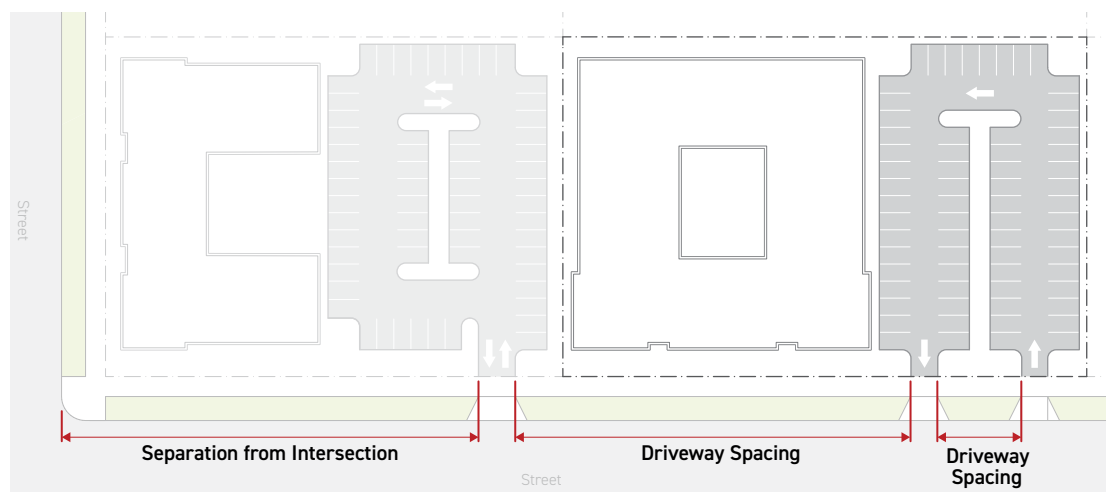 Street
Separation from Intersection
Driveway Spacing
Driveway
Spacing
Street